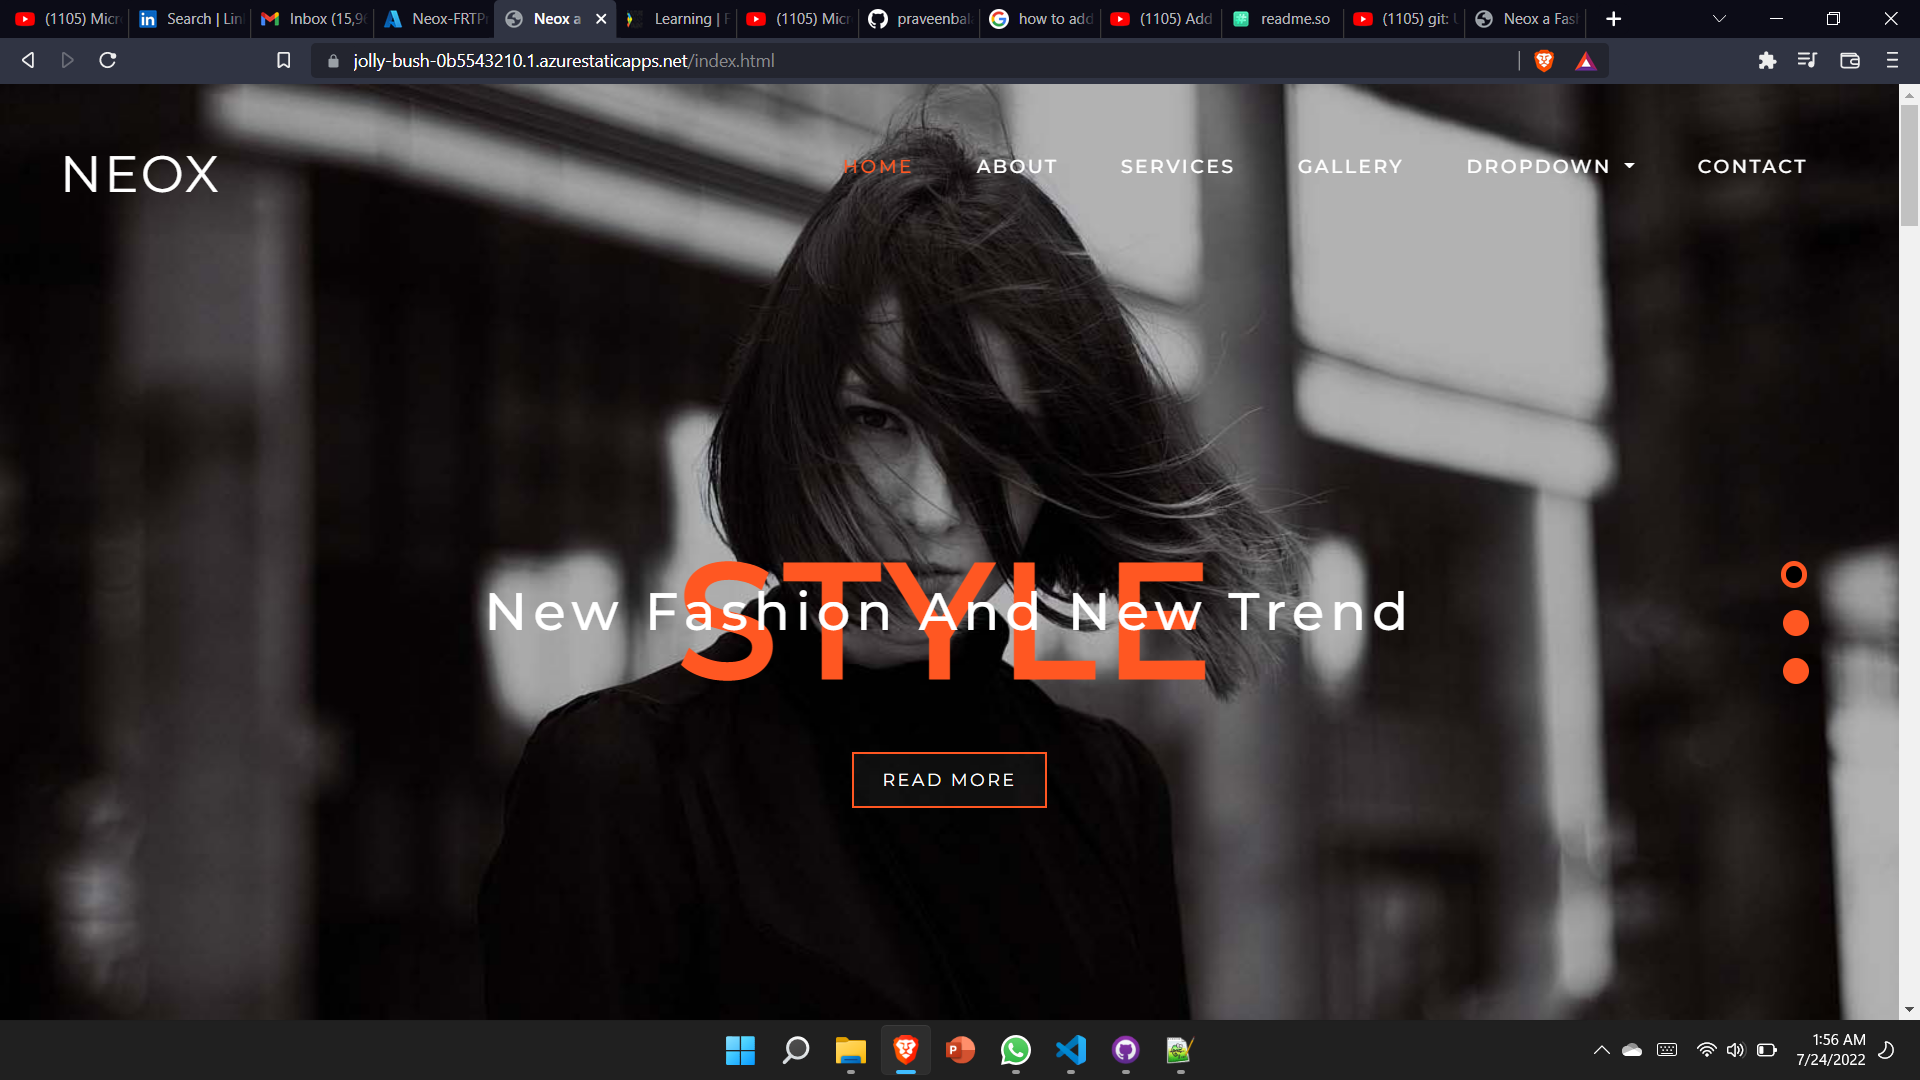 (1105) Micr
Search | Lin
Inbox (15,9
Neox-FRTP
Neox a
Learning | F
(1105) Micr
praveenbal
how to add
(1105) Add
readme.so
(1105) git: U
Neox a Fash
jolly-bush-0b5543210.1.azurestaticapps.net/index.html
NEOX
HOME
ABOUT
SERVICES
GALLERY
DROPDOWN
CONTACT
STYLE
New Fashion And New Trend
READ MORE
1:56 AM
7/24/2022